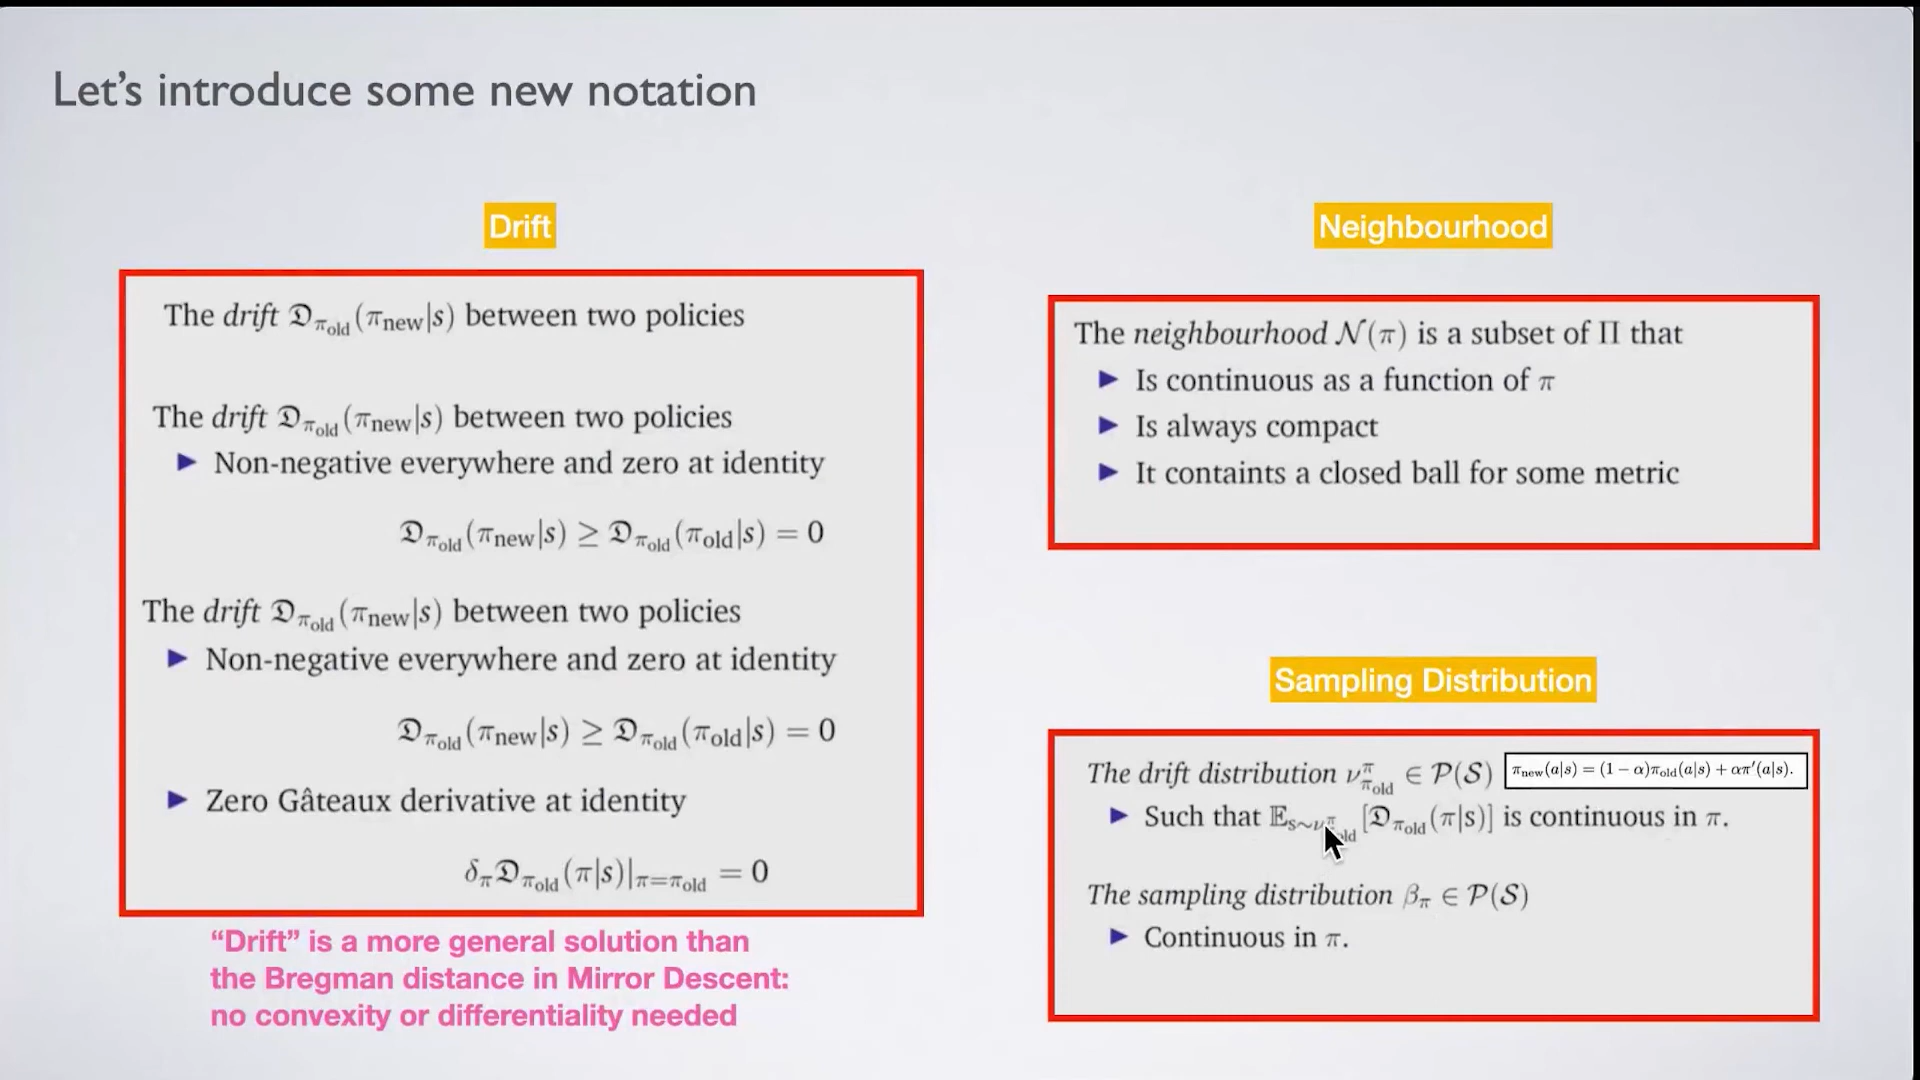 Let's introduce some new notation
Drift
The drift 𝔇_{π_old}(π_new|s) between two policies
The drift 𝔇_{π_old}(π_new|s) between two policies
▶ Non-negative everywhere and zero at identity
𝔇_{π_old}(π_new|s) ≥ 𝔇_{π_old}(π_old|s) = 0
The drift 𝔇_{π_old}(π_new|s) between two policies
▶ Non-negative everywhere and zero at identity
𝔇_{π_old}(π_new|s) ≥ 𝔇_{π_old}(π_old|s) = 0
▶ Zero Gâteaux derivative at identity
δ_π𝔇_{π_old}(π|s)|_{π=π_old} = 0
“Drift” is a more general solution than
the Bregman distance in Mirror Descent:
no convexity or differentiality needed
Neighbourhood
The neighbourhood 𝒩(π) is a subset of Π that
▶ Is continuous as a function of π
▶ Is always compact
▶ It containts a closed ball for some metric
Sampling Distribution
The drift distribution ν^π_{π_old} ∈ 𝒫(𝒮) π_new(a|s) = (1 − α)π_old(a|s) + απ′(a|s).
▶ Such that 𝔼_{s∼ν^π_{π_old}}[𝔇_{π_old}(π|s)] is continuous in π.
The sampling distribution β_π ∈ 𝒫(𝒮)
▶ Continuous in π.